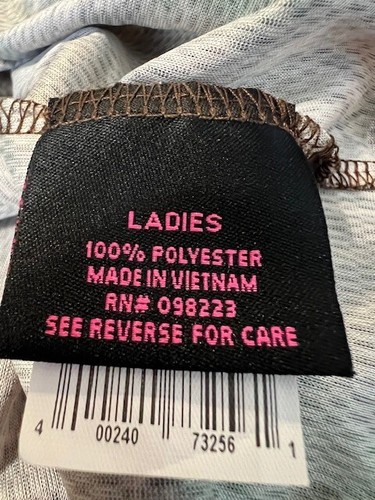 LADIES
100% POLYESTER
MADE IN VIETNAM
RN# 098223
SEE REVERSE FOR CARE
4 00240 73256 1